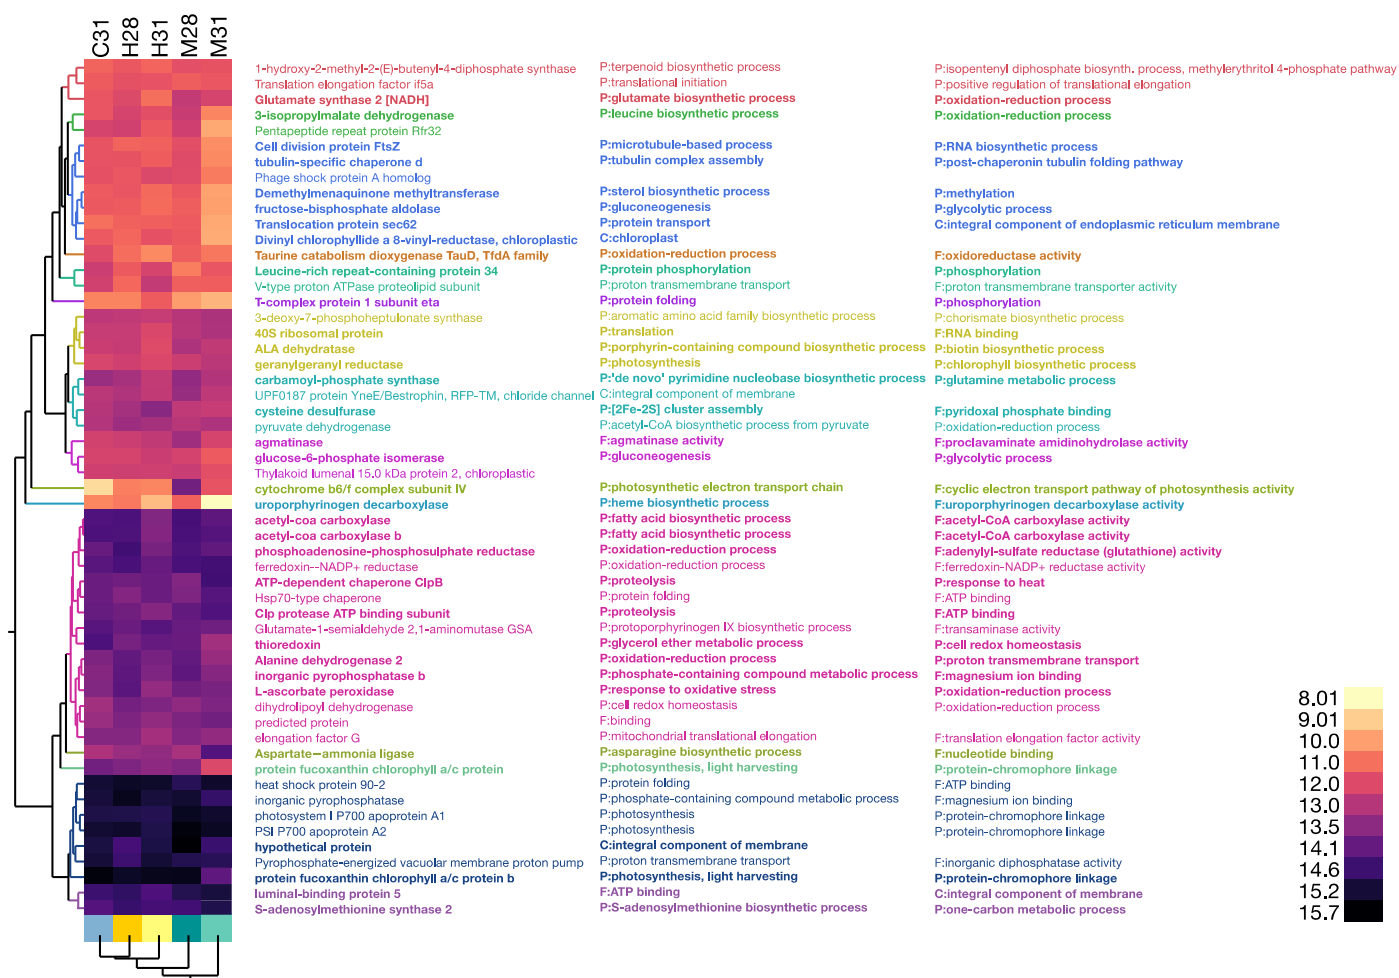 C31 H28 H31 M28 M31
1-hydroxy-2-methyl-2-(E)-butenyl-4-diphosphate synthase P:terpenoid biosynthetic process P:isopentenyl diphosphate biosynth. process, methylerythritol 4-phosphate pathway
Translation elongation factor if5a P:translational initiation P:positive regulation of translational elongation
Glutamate synthase 2 [NADH] P:glutamate biosynthetic process P:oxidation-reduction process
3-isopropylmalate dehydrogenase P:leucine biosynthetic process P:oxidation-reduction process
Pentapeptide repeat protein Rfr32
Cell division protein FtsZ P:microtubule-based process P:RNA biosynthetic process
tubulin-specific chaperone d P:tubulin complex assembly P:post-chaperonin tubulin folding pathway
Phage shock protein A homolog
Demethylmenaquinone methyltransferase P:sterol biosynthetic process P:methylation
fructose-bisphosphate aldolase P:gluconeogenesis P:glycolytic process
Translocation protein sec62 P:protein transport C:integral component of endoplasmic reticulum membrane
Divinyl chlorophyllide a 8-vinyl-reductase, chloroplastic C:chloroplast
Taurine catabolism dioxygenase TauD, TfdA family P:oxidation-reduction process F:oxidoreductase activity
Leucine-rich repeat-containing protein 34 P:protein phosphorylation P:phosphorylation
V-type proton ATPase proteolipid subunit P:proton transmembrane transport F:proton transmembrane transporter activity
T-complex protein 1 subunit eta P:protein folding P:phosphorylation
3-deoxy-7-phosphoheptulonate synthase P:aromatic amino acid family biosynthetic process P:chorismate biosynthetic process
40S ribosomal protein P:translation F:RNA binding
ALA dehydratase P:porphyrin-containing compound biosynthetic process P:biotin biosynthetic process
geranylgeranyl reductase P:photosynthesis P:chlorophyll biosynthetic process
carbamoyl-phosphate synthase P:'de novo' pyrimidine nucleobase biosynthetic process P:glutamine metabolic process
UPF0187 protein YneE/Bestrophin, RFP-TM, chloride channel C:integral component of membrane
cysteine desulfurase P:[2Fe-2S] cluster assembly F:pyridoxal phosphate binding
pyruvate dehydrogenase P:acetyl-CoA biosynthetic process from pyruvate P:oxidation-reduction process
agmatinase F:agmatinase activity F:proclavaminate amidinohydrolase activity
glucose-6-phosphate isomerase P:gluconeogenesis P:glycolytic process
Thylakoid lumenal 15.0 kDa protein 2, chloroplastic
cytochrome b6/f complex subunit IV P:photosynthetic electron transport chain F:cyclic electron transport pathway of photosynthesis activity
uroporphyrinogen decarboxylase P:heme biosynthetic process F:uroporphyrinogen decarboxylase activity
acetyl-coa carboxylase P:fatty acid biosynthetic process F:acetyl-CoA carboxylase activity
acetyl-coa carboxylase b P:fatty acid biosynthetic process F:acetyl-CoA carboxylase activity
phosphoadenosine-phosphosulphate reductase P:oxidation-reduction process F:adenylyl-sulfate reductase (glutathione) activity
ferredoxin--NADP+ reductase P:oxidation-reduction process F:ferredoxin-NADP+ reductase activity
ATP-dependent chaperone ClpB P:proteolysis P:response to heat
Hsp70-type chaperone P:protein folding F:ATP binding
Clp protease ATP binding subunit P:proteolysis F:ATP binding
Glutamate-1-semialdehyde 2,1-aminomutase GSA P:protoporphyrinogen IX biosynthetic process F:transaminase activity
thioredoxin P:glycerol ether metabolic process P:cell redox homeostasis
Alanine dehydrogenase 2 P:oxidation-reduction process P:proton transmembrane transport
inorganic pyrophosphatase b P:phosphate-containing compound metabolic process F:magnesium ion binding
L-ascorbate peroxidase P:response to oxidative stress P:oxidation-reduction process
dihydrolipoyl dehydrogenase P:cell redox homeostasis P:oxidation-reduction process
predicted protein F:binding
elongation factor G P:mitochondrial translational elongation F:translation elongation factor activity
Aspartate—ammonia ligase P:asparagine biosynthetic process F:nucleotide binding
protein fucoxanthin chlorophyll a/c protein P:photosynthesis, light harvesting P:protein-chromophore linkage
heat shock protein 90-2 P:protein folding F:ATP binding
inorganic pyrophosphatase P:phosphate-containing compound metabolic process F:magnesium ion binding
photosystem I P700 apoprotein A1 P:photosynthesis P:protein-chromophore linkage
PSI P700 apoprotein A2 P:photosynthesis P:protein-chromophore linkage
hypothetical protein C:integral component of membrane
Pyrophosphate-energized vacuolar membrane proton pump P:proton transmembrane transport F:inorganic diphosphatase activity
protein fucoxanthin chlorophyll a/c protein b P:photosynthesis, light harvesting P:protein-chromophore linkage
luminal-binding protein 5 F:ATP binding C:integral component of membrane
S-adenosylmethionine synthase 2 P:S-adenosylmethionine biosynthetic process P:one-carbon metabolic process
8.01
9.01
10.0
11.0
12.0
13.0
13.5
14.1
14.6
15.2
15.7